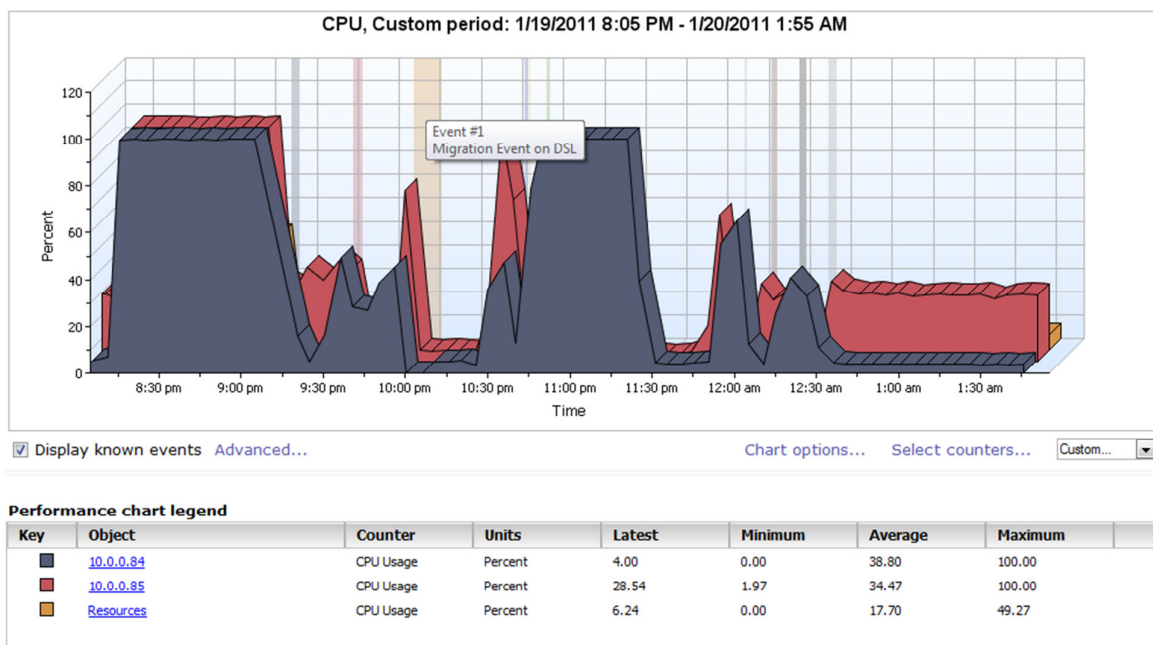 CPU, Custom period: 1/19/2011 8:05 PM - 1/20/2011 1:55 AM
120
100
80
60
40
20
0
Percent
Event #1
Migration Event on DSL
8:30 pm 9:00 pm 9:30 pm 10:00 pm 10:30 pm 11:00 pm 11:30 pm 12:00 am 12:30 am 1:00 am 1:30 am
Time
Display known events Advanced... Chart options... Select counters... Custom...
Performance chart legend
Key Object Counter Units Latest Minimum Average Maximum
10.0.0.84 CPU Usage Percent 4.00 0.00 38.80 100.00
10.0.0.85 CPU Usage Percent 28.54 1.97 34.47 100.00
Resources CPU Usage Percent 6.24 0.00 17.70 49.27